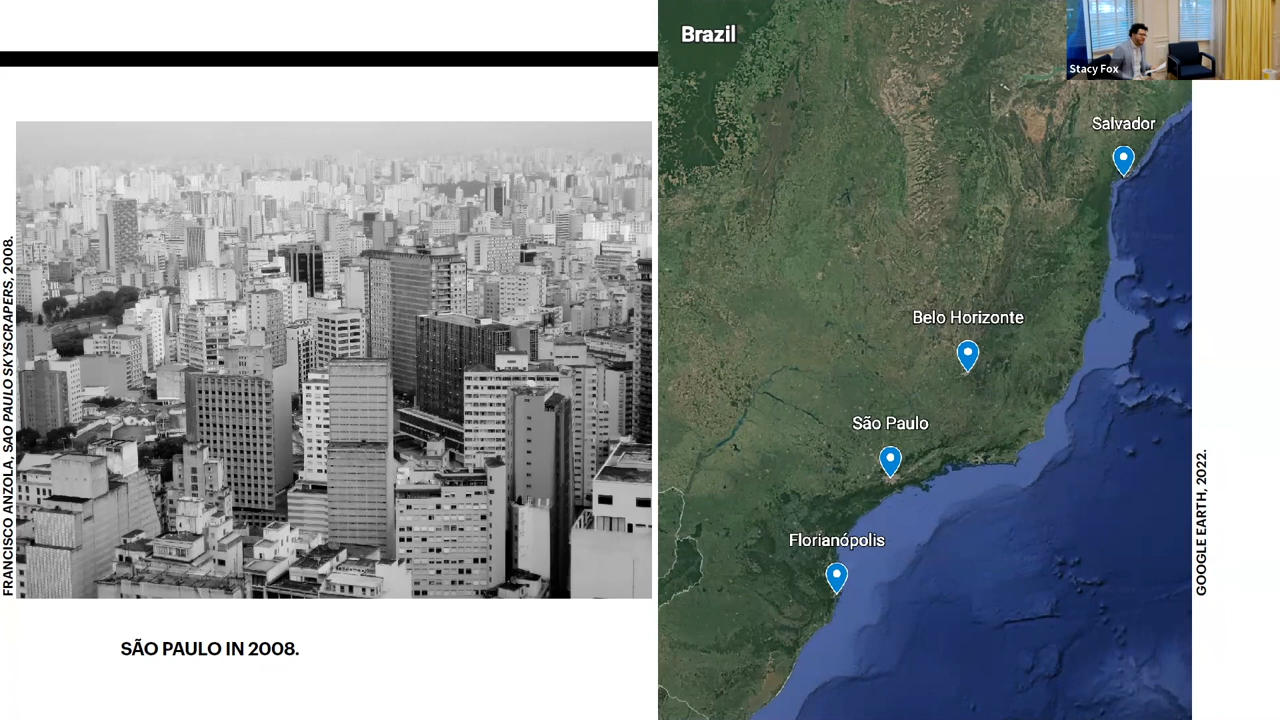 FRANCISCO ANZOLA, SAO PAULO SKYSCRAPERS, 2008.
SÃO PAULO IN 2008.
Brazil
Stacy Fox
Salvador
Belo Horizonte
São Paulo
Florianópolis
GOOGLE EARTH, 2022.